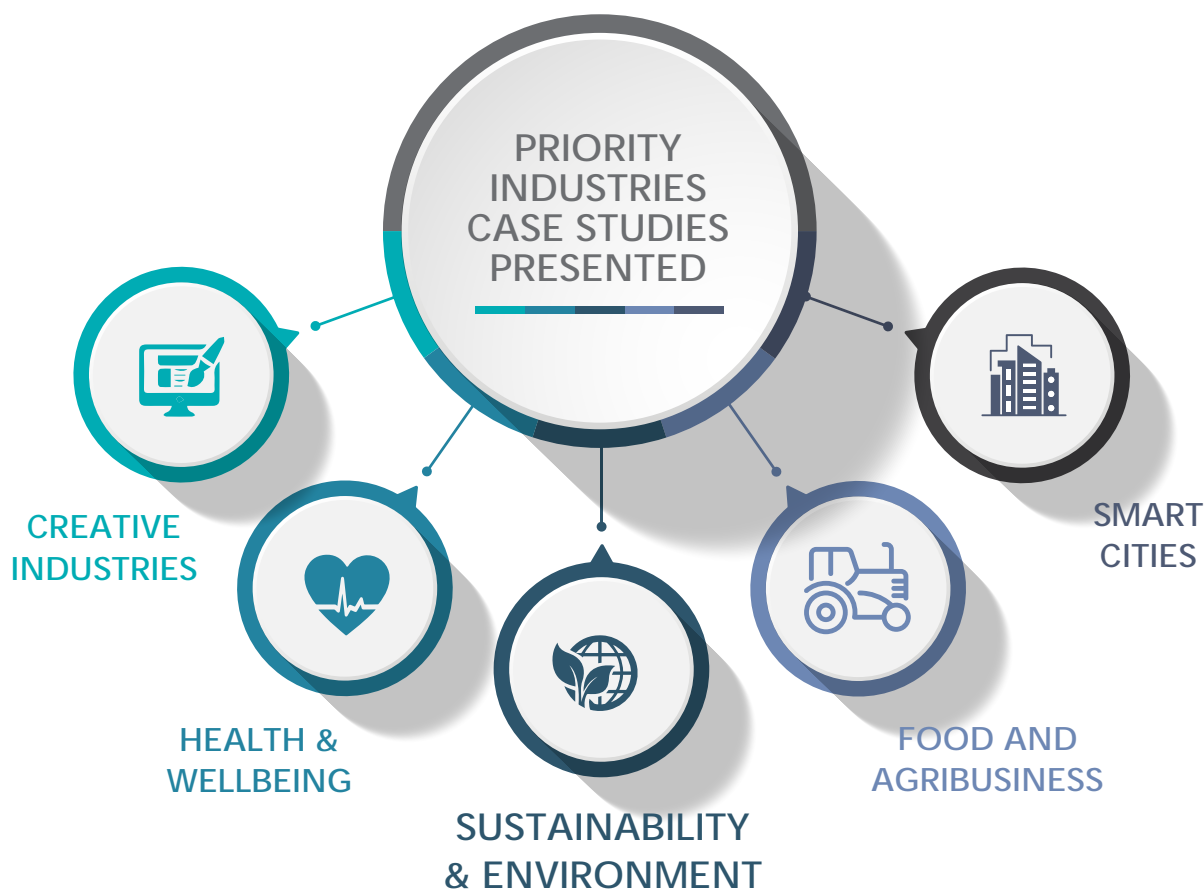 PRIORITY
INDUSTRIES
CASE STUDIES
PRESENTED
CREATIVE
INDUSTRIES
HEALTH &
WELLBEING
SUSTAINABILITY
& ENVIRONMENT
FOOD AND
AGRIBUSINESS
SMART
CITIES